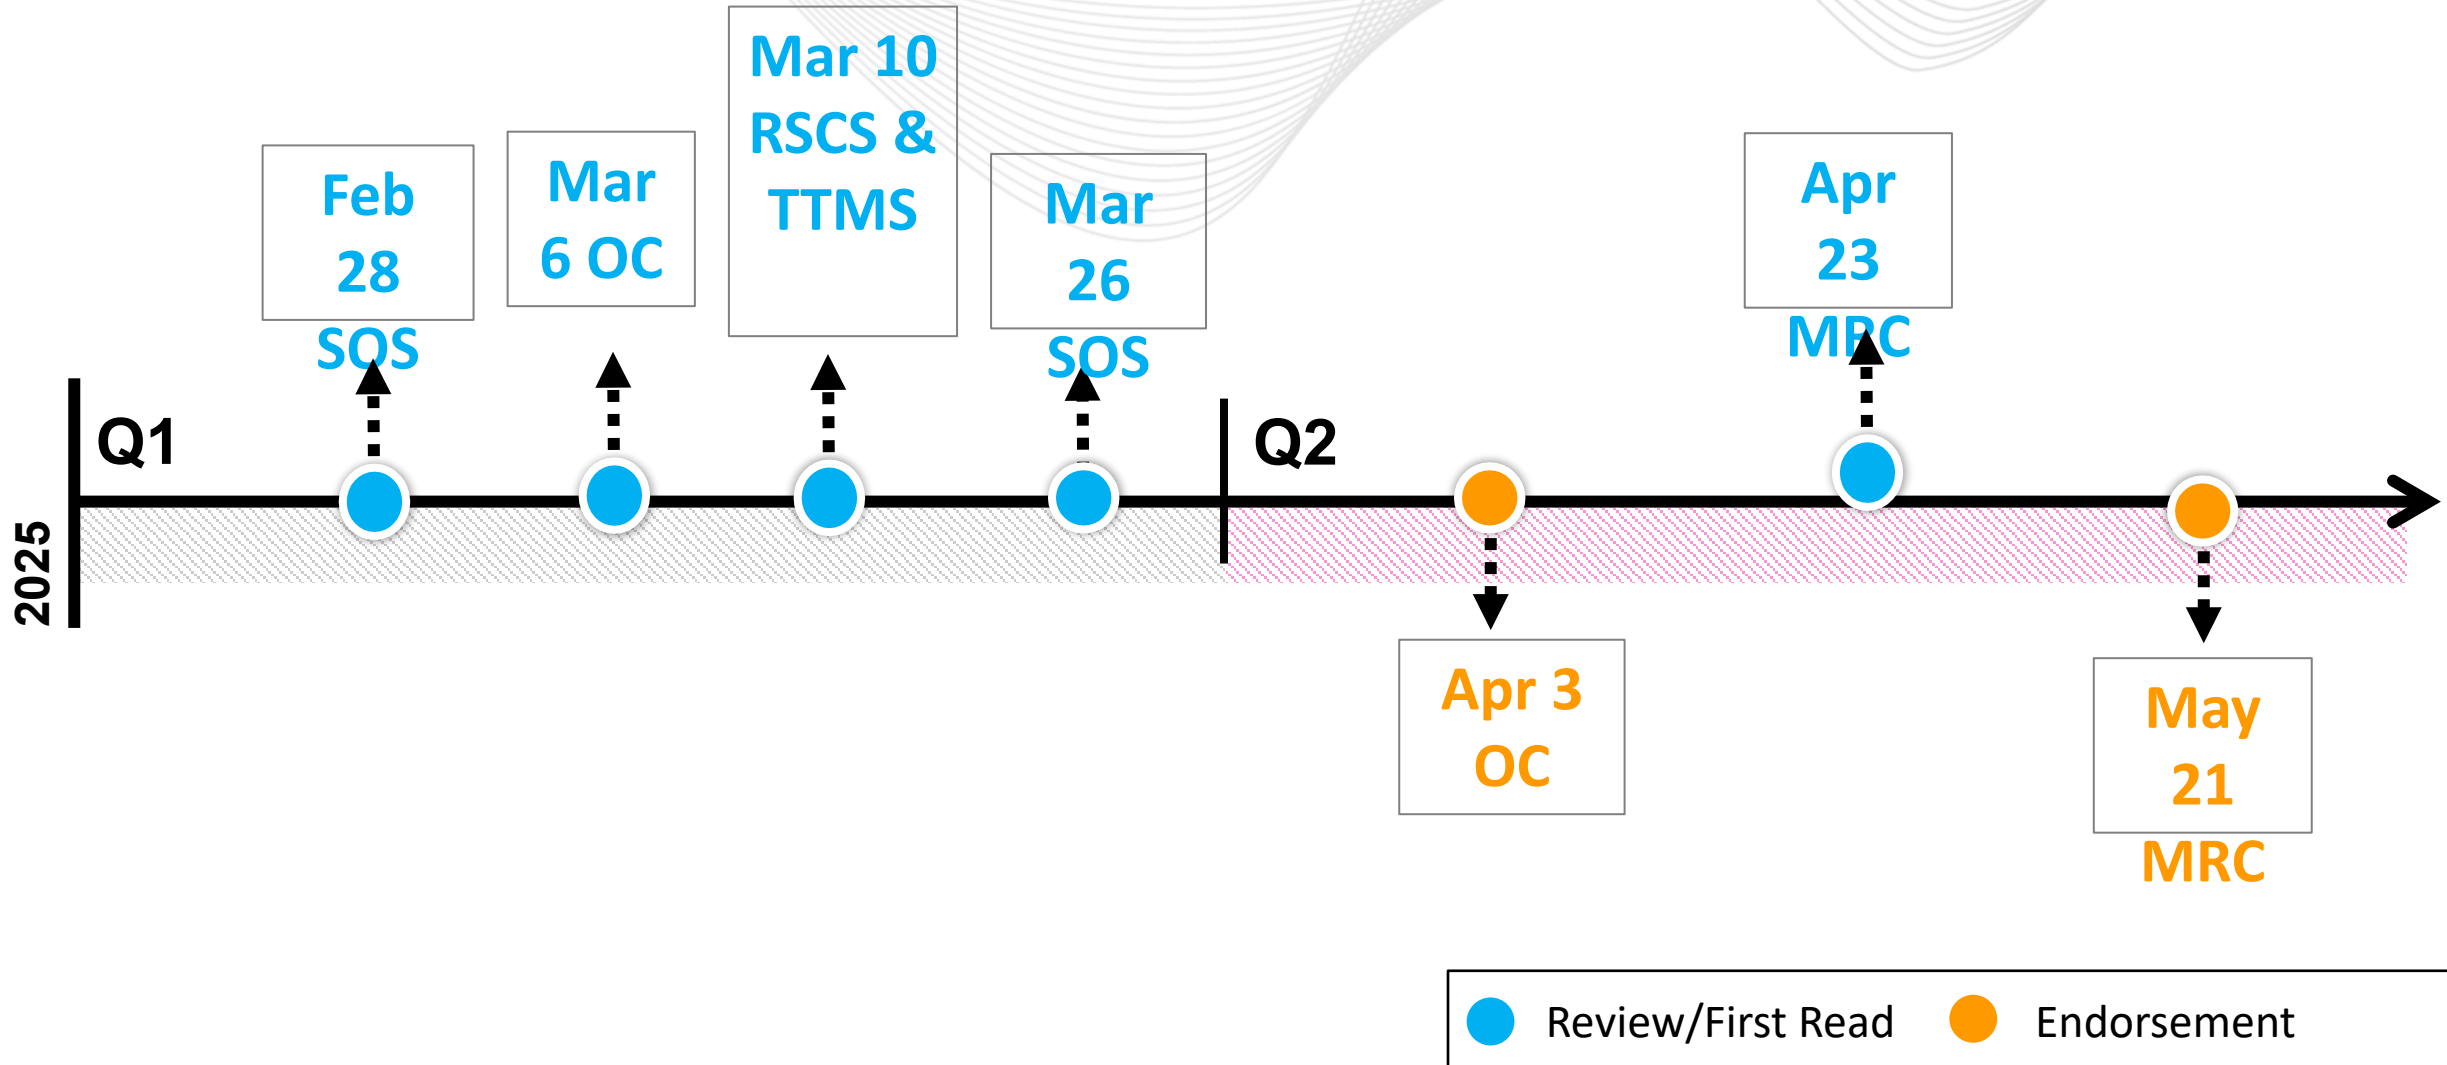 Feb
28
SOS
Mar
6 OC
Mar 10
RSCS &
TTMS
Mar
26
SOS
Apr
23
MRC
Q1
Q2
2025
Apr 3
OC
May
21
MRC
Review/First Read
Endorsement